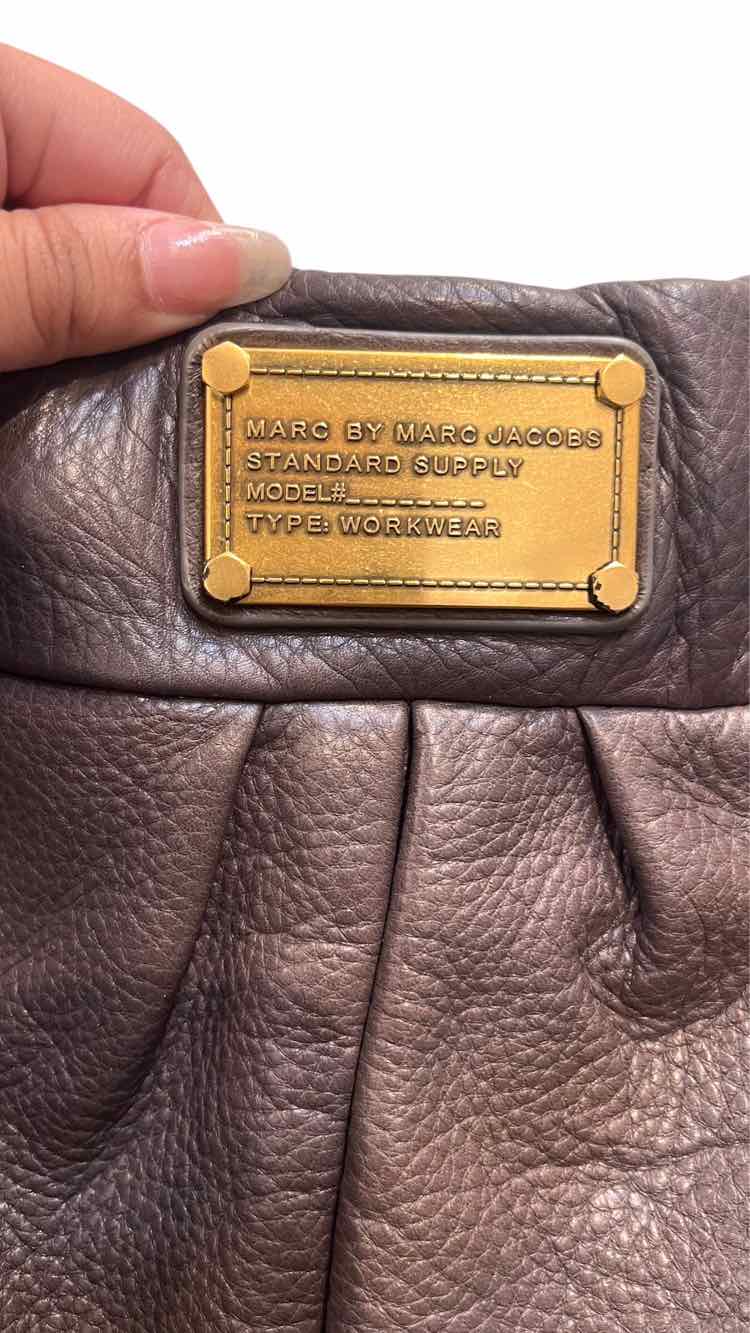 MARC BY MARC JACOBS
STANDARD SUPPLY
MODEL#________
TYPE: WORKWEAR